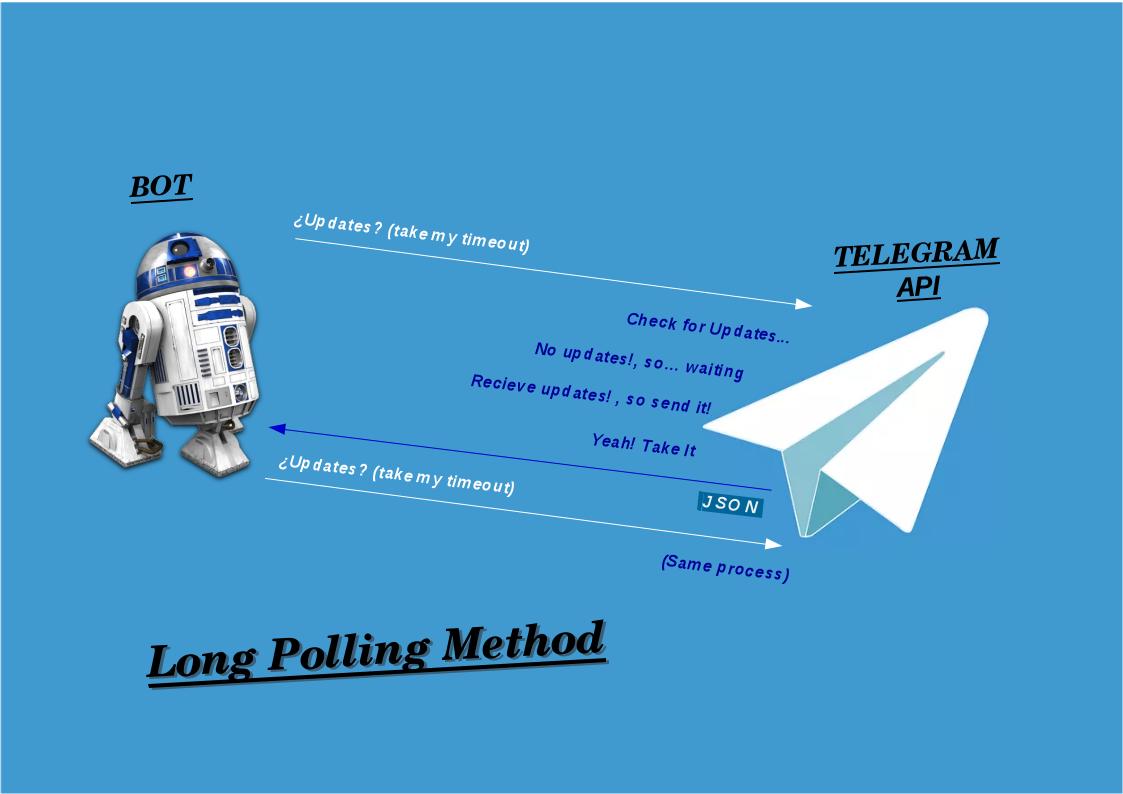 BOT
¿Updates? (take my timeout)
TELEGRAM
API
Check for Updates...
No updates!, so... waiting
Recieve updates! , so send it!
Yeah! Take It
¿Updates? (take my timeout)
JSON
(Same process)
Long Polling Method